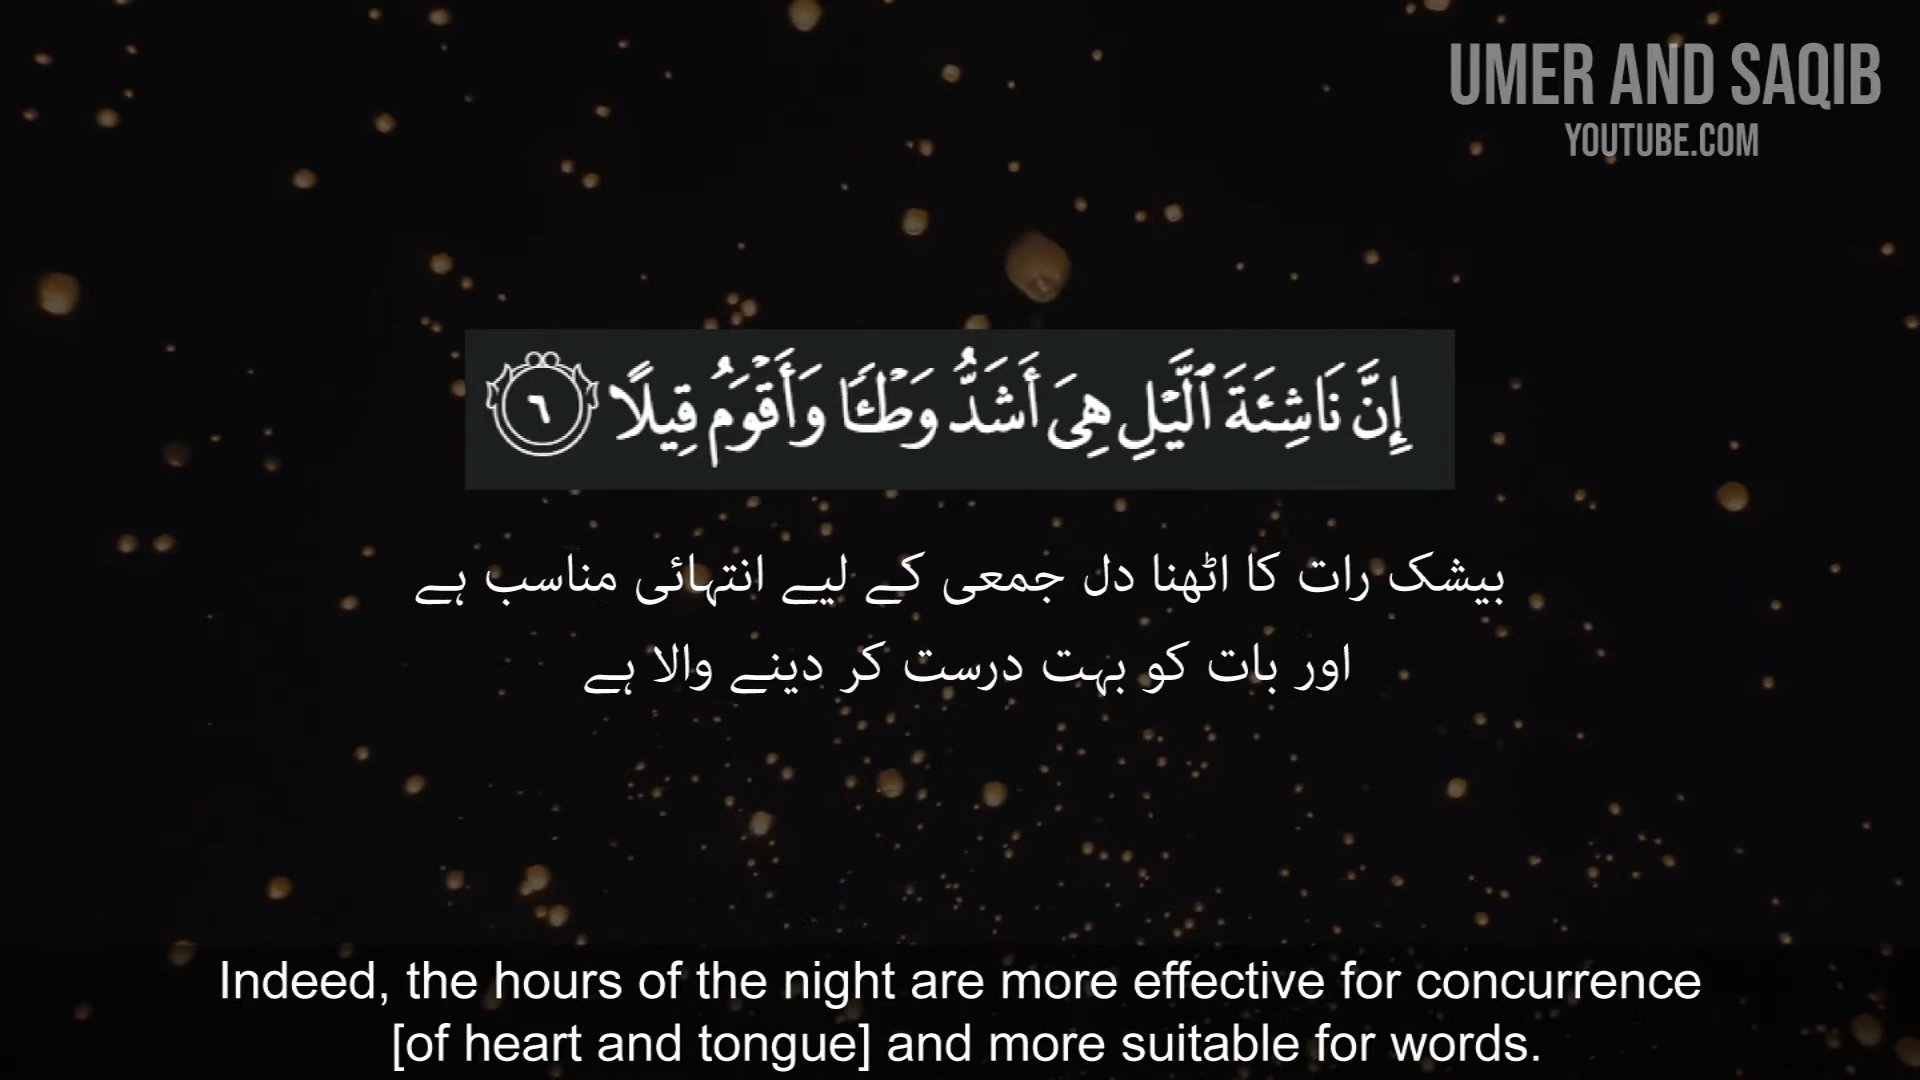 UMER AND SAQIB
YOUTUBE.COM
إِنَّ نَاشِئَةَ ٱلَّيْلِ هِىَ أَشَدُّ وَطْـًٔا وَأَقْوَمُ قِيلًا ٦
بیشک رات کا اٹھنا دل جمعی کے لیے انتہائی مناسب ہے
اور بات کو بہت درست کر دینے والا ہے
Indeed, the hours of the night are more effective for concurrence
[of heart and tongue] and more suitable for words.